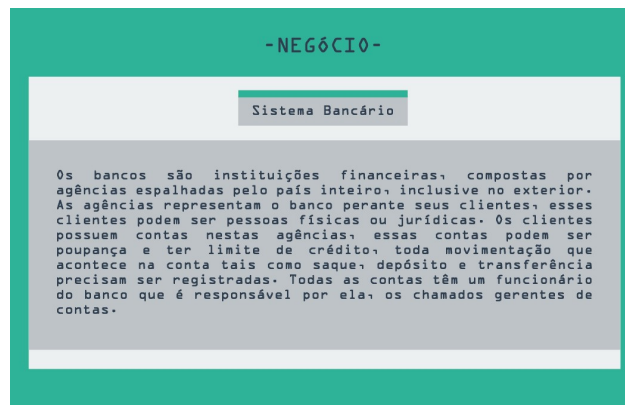 -NEGÓCIO-
Sistema Bancário
Os bancos são instituições financeiras, compostas por
agências espalhadas pelo país inteiro, inclusive no exterior.
As agências representam o banco perante seus clientes, esses
clientes podem ser pessoas físicas ou jurídicas. Os clientes
possuem contas nestas agências, essas contas podem ser
poupança e ter limite de crédito, toda movimentação que
acontece na conta tais como saque, depósito e transferência
precisam ser registradas. Todas as contas têm um funcionário
do banco que é responsável por ela, os chamados gerentes de
contas.